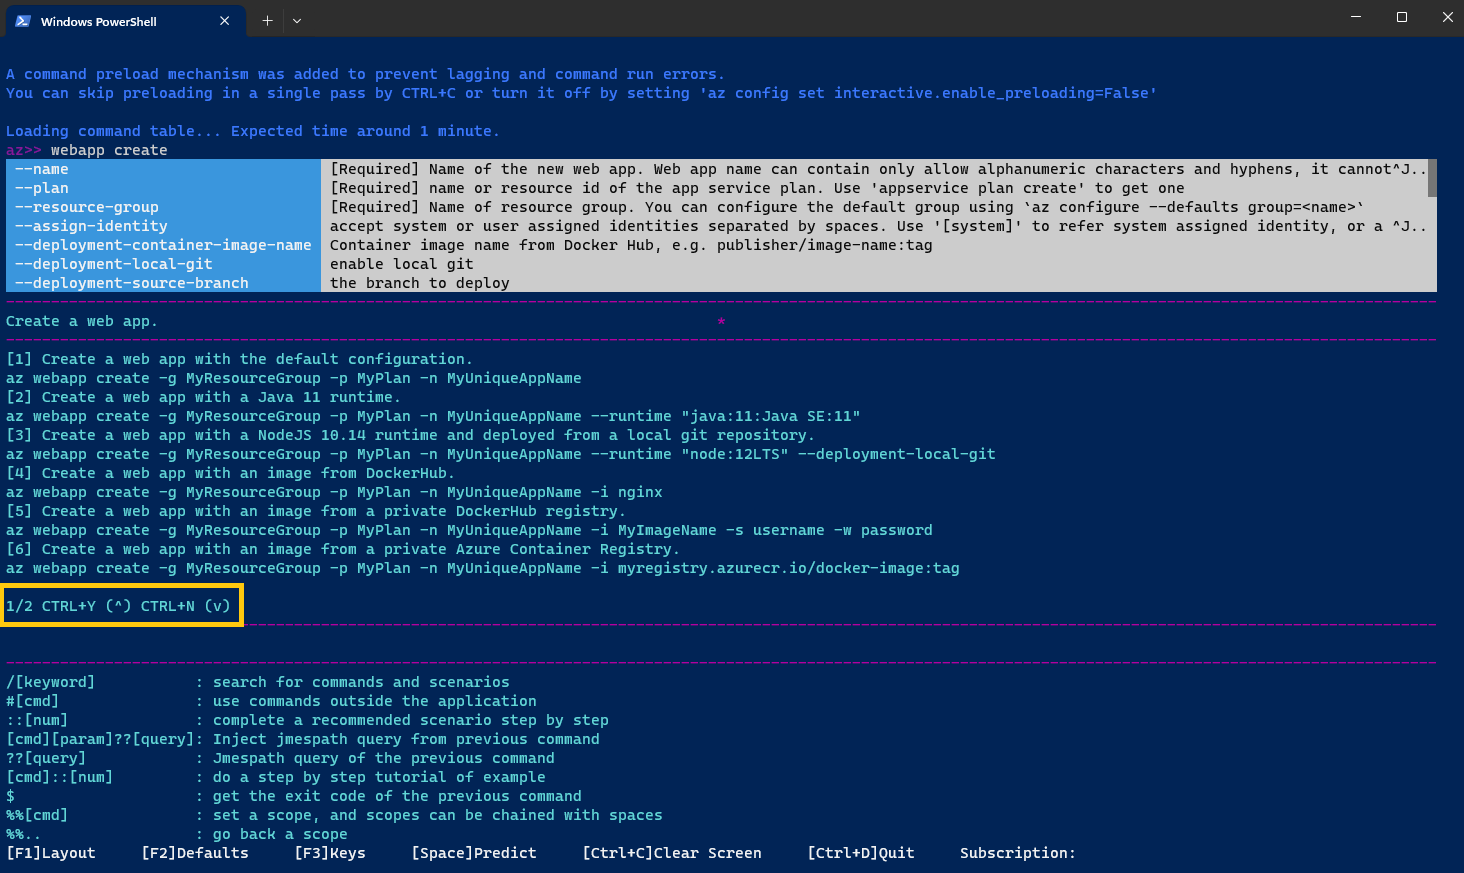 Windows PowerShell
A command preload mechanism was added to prevent lagging and command run errors.
You can skip preloading in a single pass by CTRL+C or turn it off by setting 'az config set interactive.enable_preloading=False'
Loading command table... Expected time around 1 minute.
az>> webapp create
--name [Required] Name of the new web app. Web app name can contain only allow alphanumeric characters and hyphens, it cannot^J..
--plan [Required] name or resource id of the app service plan. Use 'appservice plan create' to get one
--resource-group [Required] Name of resource group. You can configure the default group using `az configure --defaults group=<name>`
--assign-identity accept system or user assigned identities separated by spaces. Use '[system]' to refer system assigned identity, or a ^J..
--deployment-container-image-name Container image name from Docker Hub, e.g. publisher/image-name:tag
--deployment-local-git enable local git
--deployment-source-branch the branch to deploy
Create a web app. *
[1] Create a web app with the default configuration.
az webapp create -g MyResourceGroup -p MyPlan -n MyUniqueAppName
[2] Create a web app with a Java 11 runtime.
az webapp create -g MyResourceGroup -p MyPlan -n MyUniqueAppName --runtime "java:11:Java SE:11"
[3] Create a web app with a NodeJS 10.14 runtime and deployed from a local git repository.
az webapp create -g MyResourceGroup -p MyPlan -n MyUniqueAppName --runtime "node:12LTS" --deployment-local-git
[4] Create a web app with an image from DockerHub.
az webapp create -g MyResourceGroup -p MyPlan -n MyUniqueAppName -i nginx
[5] Create a web app with an image from a private DockerHub registry.
az webapp create -g MyResourceGroup -p MyPlan -n MyUniqueAppName -i MyImageName -s username -w password
[6] Create a web app with an image from a private Azure Container Registry.
az webapp create -g MyResourceGroup -p MyPlan -n MyUniqueAppName -i myregistry.azurecr.io/docker-image:tag
1/2 CTRL+Y (^) CTRL+N (v)
/[keyword] : search for commands and scenarios
#[cmd] : use commands outside the application
::[num] : complete a recommended scenario step by step
[cmd][param]??[query]: Inject jmespath query from previous command
??[query] : Jmespath query of the previous command
[cmd]::[num] : do a step by step tutorial of example
$ : get the exit code of the previous command
%%[cmd] : set a scope, and scopes can be chained with spaces
%%.. : go back a scope
[F1]Layout [F2]Defaults [F3]Keys [Space]Predict [Ctrl+C]Clear Screen [Ctrl+D]Quit Subscription: